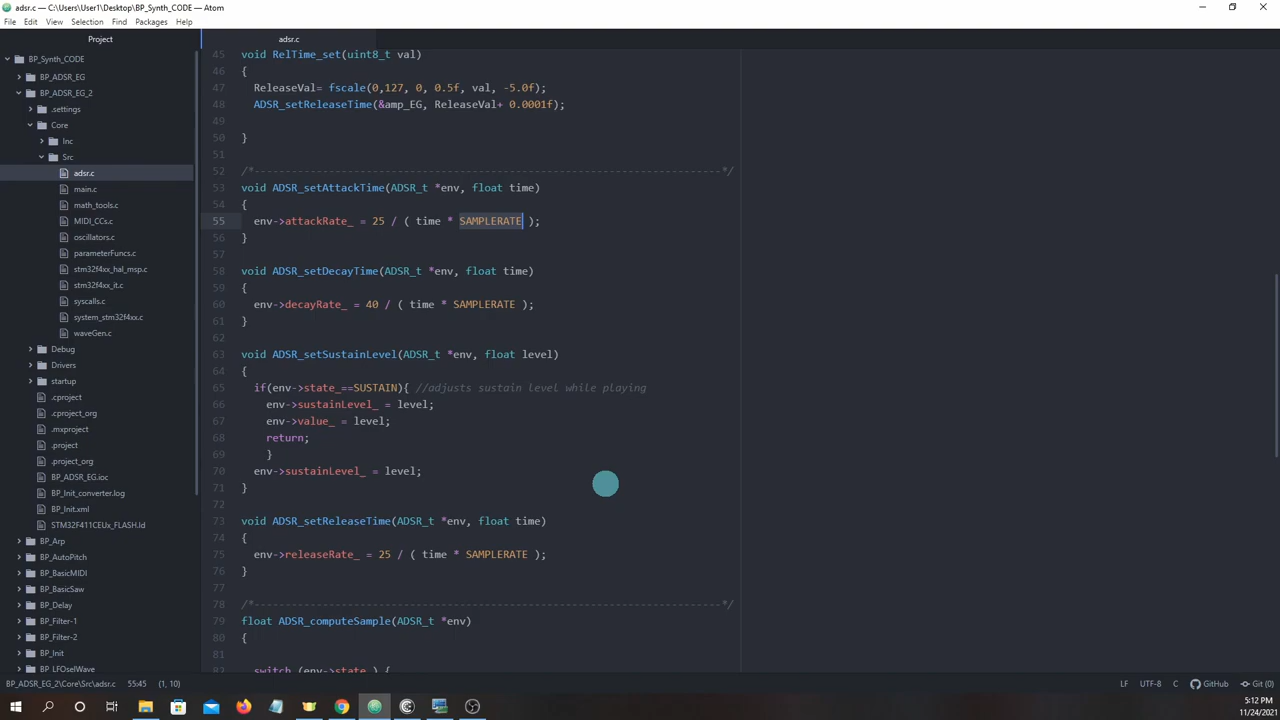 adsr.c — C:\Users\User1\Desktop\BP_Synth_CODE — Atom
File Edit View Selection Find Packages Help
Project
adsr.c
BP_Synth_CODE
BP_ADSR_EG
BP_ADSR_EG_2
.settings
Core
Inc
Src
adsr.c
main.c
math_tools.c
MIDI_CCs.c
oscillators.c
parameterFuncs.c
stm32f4xx_hal_msp.c
stm32f4xx_it.c
syscalls.c
system_stm32f4xx.c
waveGen.c
Debug
Drivers
startup
.cproject
.cproject_org
.mxproject
.project
.project_org
BP_ADSR_EG.ioc
BP_Init_converter.log
BP_Init.xml
STM32F411CEUx_FLASH.ld
BP_Arp
BP_AutoPitch
BP_BasicMIDI
BP_BasicSaw
BP_Delay
BP_Filter-1
BP_Filter-2
BP_Init
BP_LFOselWave
45 void RelTime_set(uint8_t val)
46 {
47 ReleaseVal= fscale(0,127, 0, 0.5f, val, -5.0f);
48 ADSR_setReleaseTime(&amp_EG, ReleaseVal+ 0.0001f);
49
50 }
51
52 /*---------------------------------------------------------------------------*/
53 void ADSR_setAttackTime(ADSR_t *env, float time)
54 {
55 env->attackRate_ = 25 / ( time * SAMPLERATE );
56 }
57
58 void ADSR_setDecayTime(ADSR_t *env, float time)
59 {
60 env->decayRate_ = 40 / ( time * SAMPLERATE );
61 }
62
63 void ADSR_setSustainLevel(ADSR_t *env, float level)
64 {
65 if(env->state_==SUSTAIN){ //adjusts sustain level while playing
66 env->sustainLevel_ = level;
67 env->value_ = level;
68 return;
69 }
70 env->sustainLevel_ = level;
71 }
72
73 void ADSR_setReleaseTime(ADSR_t *env, float time)
74 {
75 env->releaseRate_ = 25 / ( time * SAMPLERATE );
76 }
77
78 /*---------------------------------------------------------------------------*/
79 float ADSR_computeSample(ADSR_t *env)
80 {
81
82 switch (env->state_) {
BP_ADSR_EG_2\Core\Src\adsr.c 55:45 (1, 10) LF UTF-8 C GitHub Git (0)
5:12 PM
11/24/2021